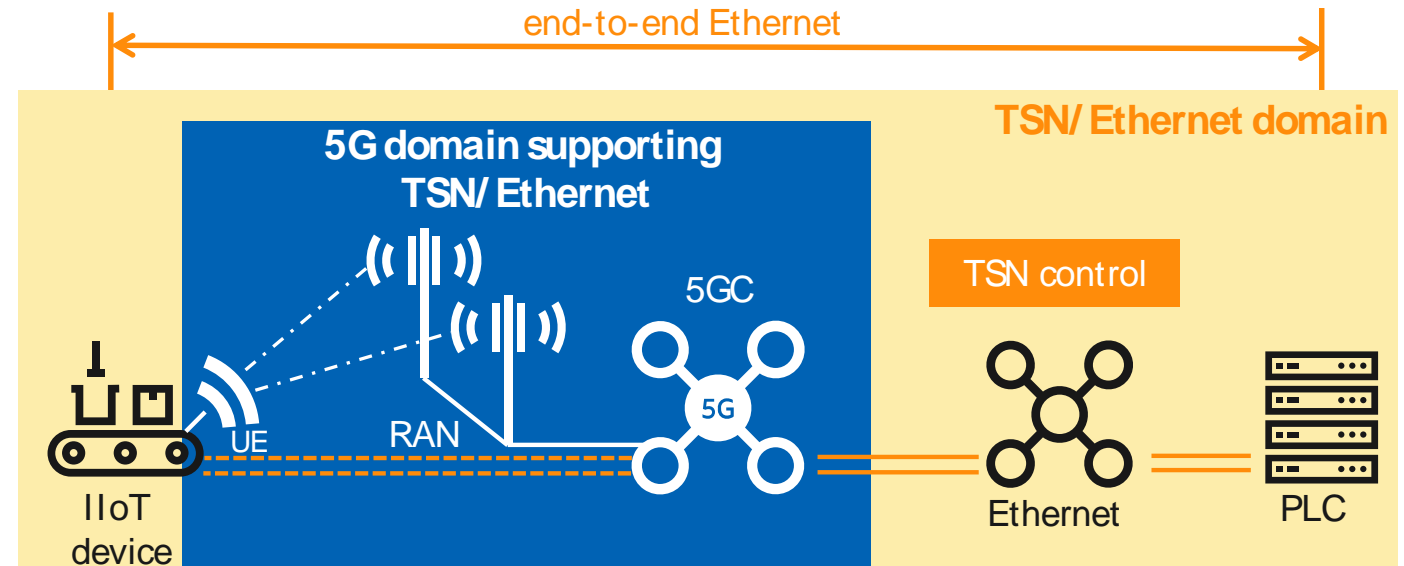 end-to-end Ethernet
TSN/ Ethernet domain
5G domain supporting
TSN/ Ethernet
TSN control
5GC
5G
UE
RAN
IIoT
device
Ethernet
PLC